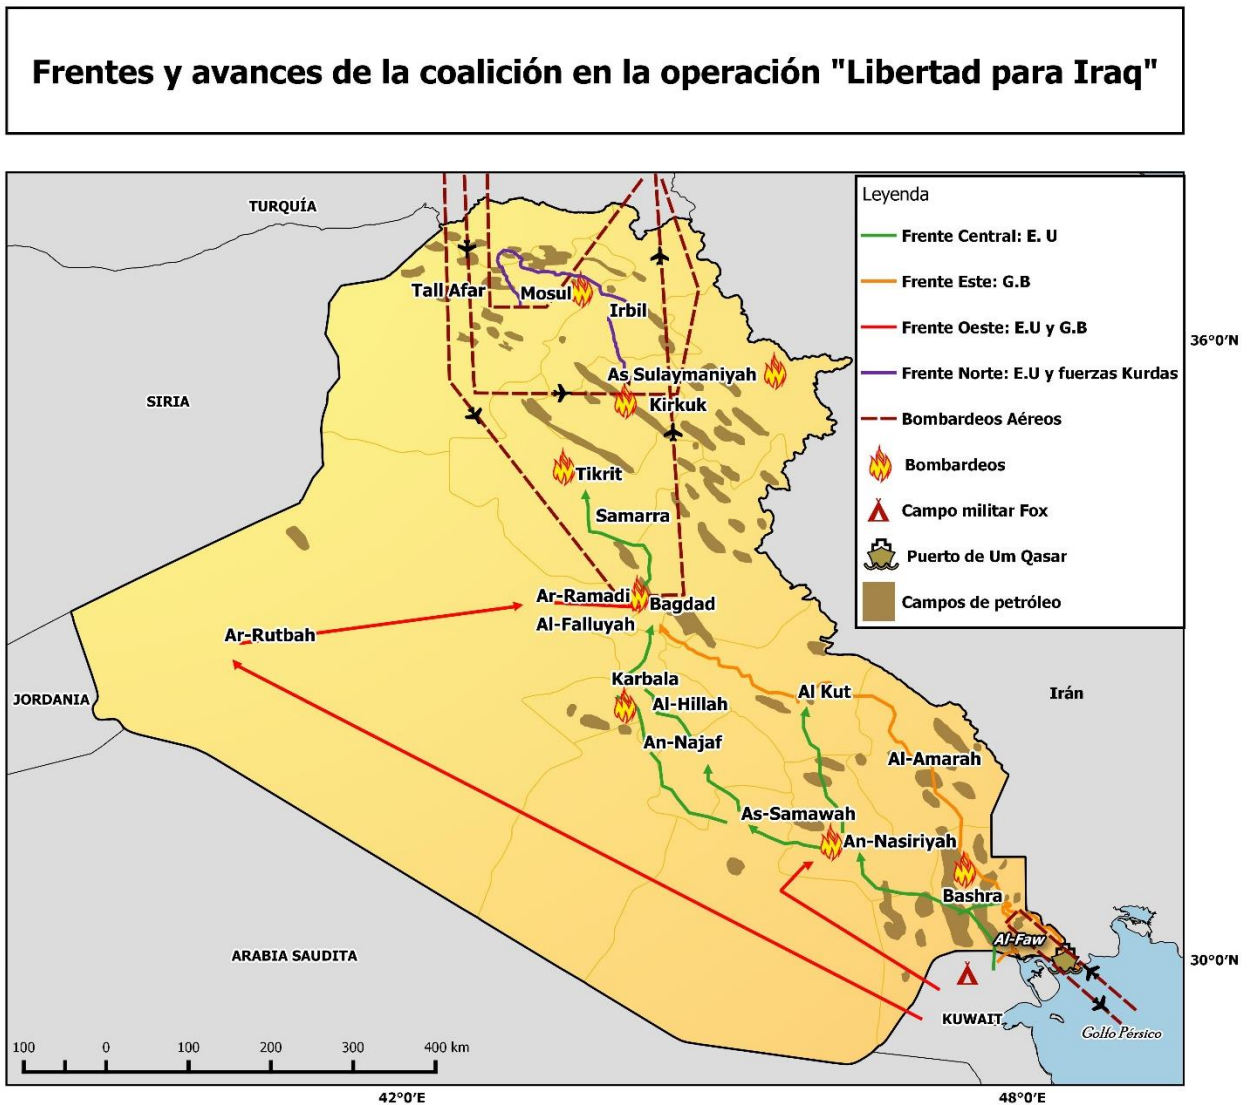 Frentes y avances de la coalición en la operación "Libertad para Iraq"
TURQUÍA
Leyenda
Frente Central: E. U
Frente Este: G.B
Frente Oeste: E.U y G.B
Frente Norte: E.U y fuerzas Kurdas
Bombardeos Aéreos
Bombardeos
Campo militar Fox
Puerto de Um Qasar
Campos de petróleo
Tall Afar
Mosul
Irbil
36°0'N
As Sulaymaniyah
Kirkuk
SIRIA
Tikrit
Samarra
Ar-Ramadi
Bagdad
Al-Falluyah
Ar-Rutbah
Karbala
Al-Hillah
Al Kut
Irán
JORDANIA
An-Najaf
Al-Amarah
As-Samawah
An-Nasiriyah
Bashra
Al-Faw
ARABIA SAUDITA
30°0'N
KUWAIT
Golfo Pérsico
100 0 100 200 300 400 km
42°0'E
48°0'E